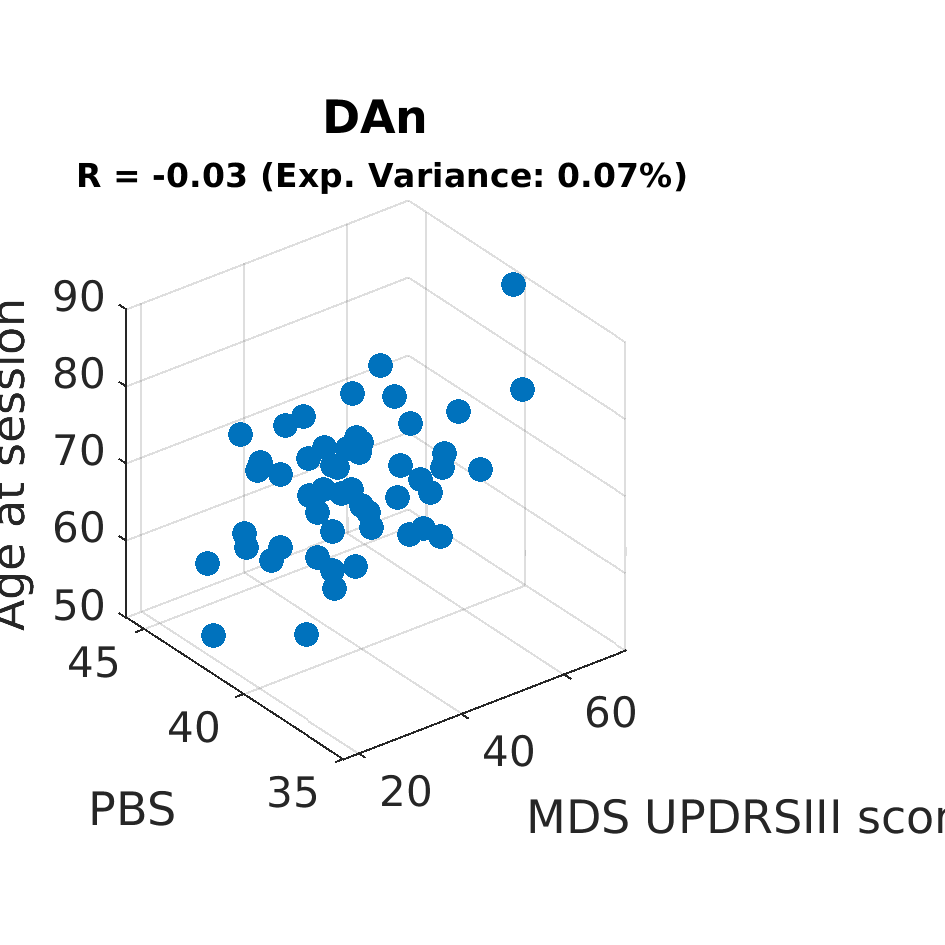 DAn
R = -0.03 (Exp. Variance: 0.07%)
90
80
70
60
50
Age at session
45
40
35
PBS
20
40
60
MDS UPDRSIII scor